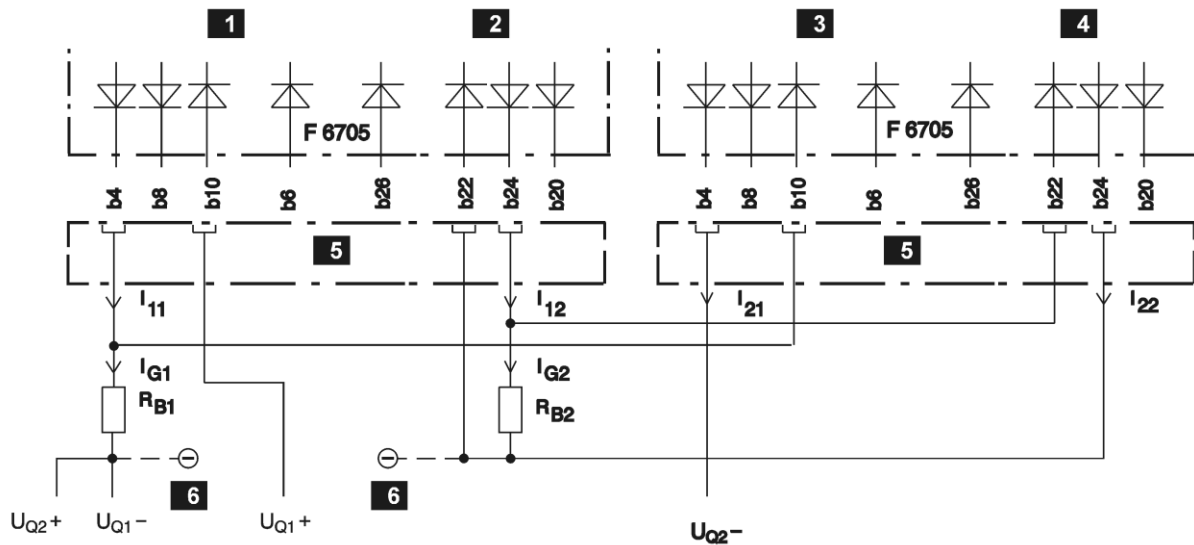 1 2 3 4
F 6705 F 6705
b4 b8 b10 b6 b26 b22 b24 b20 b4 b8 b10 b6 b26 b22 b24 b20
5 5
I11 I12 I21 I22
IG1 IG2
RB1 RB2
6 6
UQ2+ UQ1− UQ1+ UQ2−